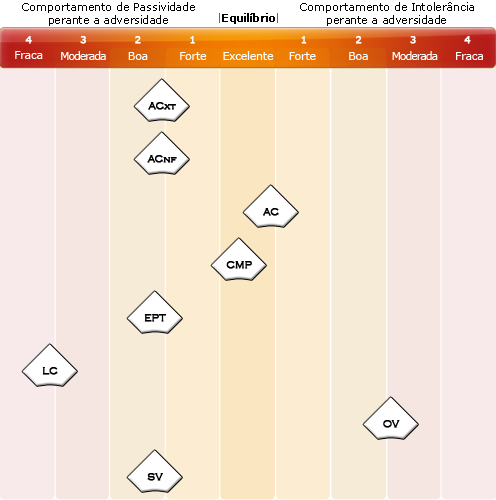 Comportamento de Passividade
perante a adversidade
|Equilíbrio|
Comportamento de Intolerância
perante a adversidade
4 3 2 1 1 2 3 4
Fraca Moderada Boa Forte Excelente Forte Boa Moderada Fraca
ACXT
ACNF
AC
CMP
EPT
LC
OV
SV